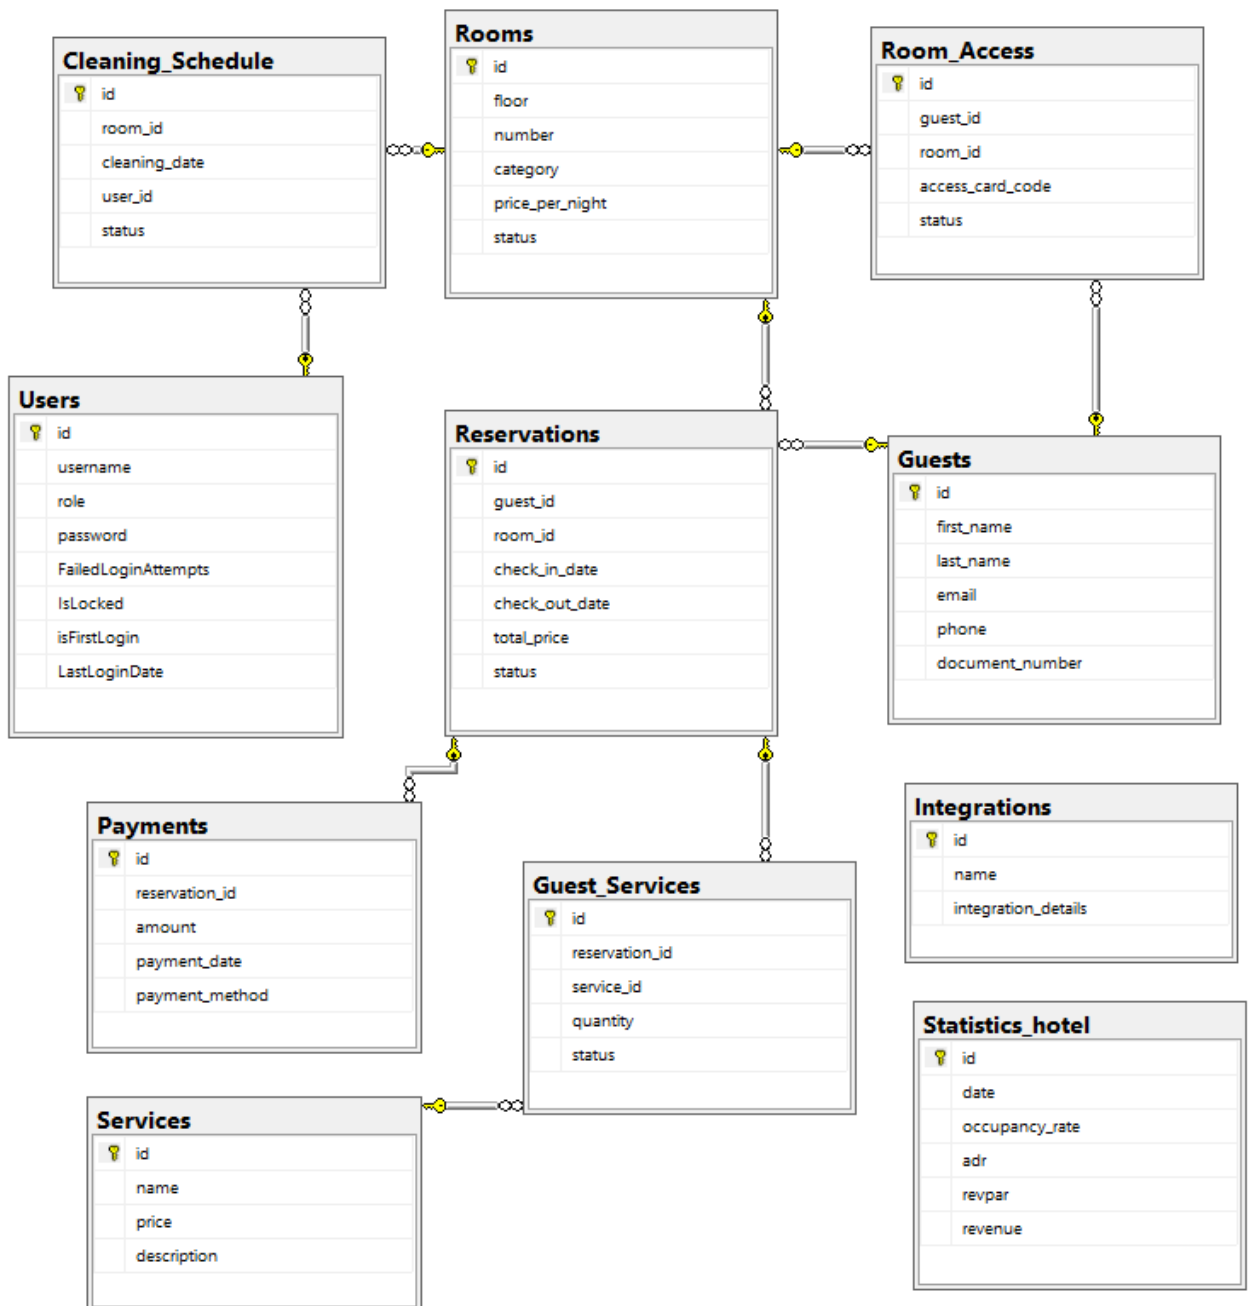 Cleaning_Schedule
id
room_id
cleaning_date
user_id
status
Rooms
id
floor
number
category
price_per_night
status
Room_Access
id
guest_id
room_id
access_card_code
status
Users
id
username
role
password
FailedLoginAttempts
IsLocked
isFirstLogin
LastLoginDate
Reservations
id
guest_id
room_id
check_in_date
check_out_date
total_price
status
Guests
id
first_name
last_name
email
phone
document_number
Payments
id
reservation_id
amount
payment_date
payment_method
Guest_Services
id
reservation_id
service_id
quantity
status
Integrations
id
name
integration_details
Services
id
name
price
description
Statistics_hotel
id
date
occupancy_rate
adr
revpar
revenue